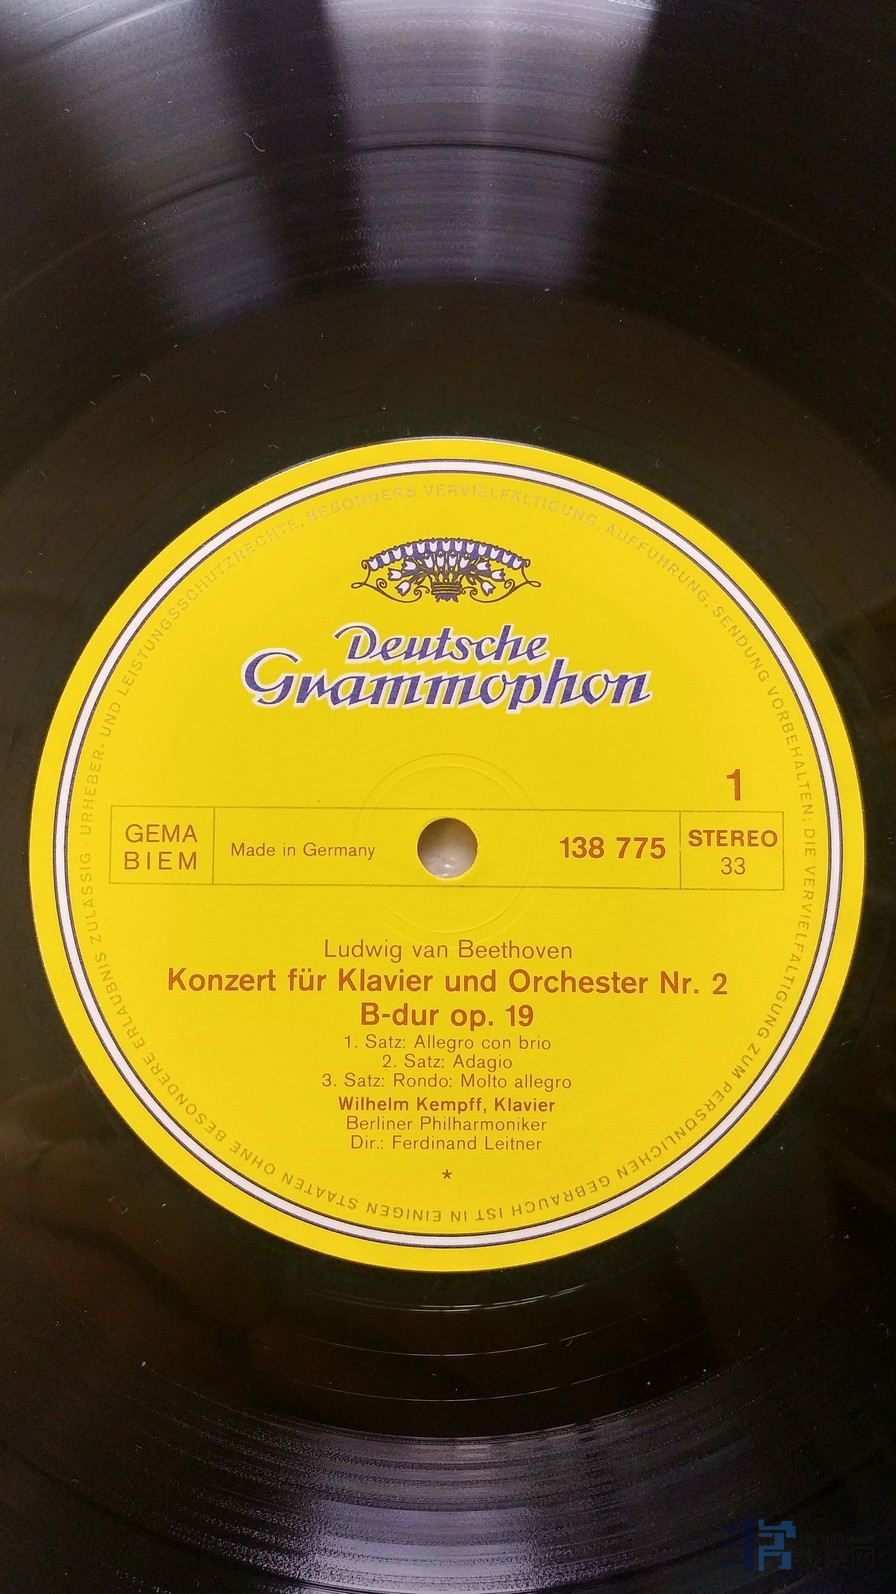 URHEBER- UND LEISTUNGSSCHUTZRECHTE, BESONDERS VERVIELFÄLTIGUNG, AUFFÜHRUNG, SENDUNG VORBEHALTEN; DIE VERVIELFÄLTIGUNG ZUM PERSÖNLICHEN GEBRAUCH IST IN EINIGEN STAATEN OHNE BESONDERE ERLAUBNIS ZULÄSSIG ·
Deutsche
Grammophon
1
GEMA
BIEM
Made in Germany
138 775
STEREO
33
Ludwig van Beethoven
Konzert für Klavier und Orchester Nr. 2
B-dur op. 19
1. Satz: Allegro con brio
2. Satz: Adagio
3. Satz: Rondo: Molto allegro
Wilhelm Kempff, Klavier
Berliner Philharmoniker
Dir.: Ferdinand Leitner
*